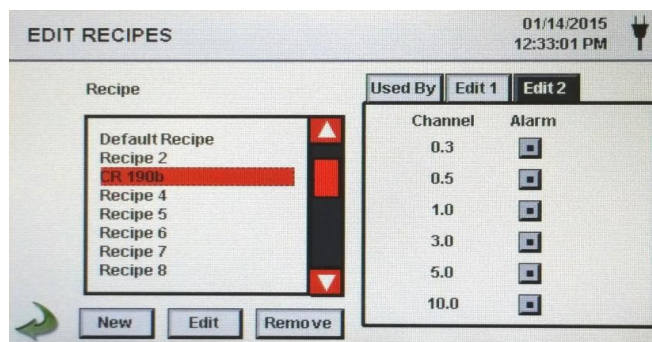 EDIT RECIPES
01/14/2015
12:33:01 PM
Recipe
Default Recipe
Recipe 2
CR 190b
Recipe 4
Recipe 5
Recipe 6
Recipe 7
Recipe 8
New Edit Remove
Used By Edit 1 Edit 2
Channel Alarm
0.3
0.5
1.0
3.0
5.0
10.0